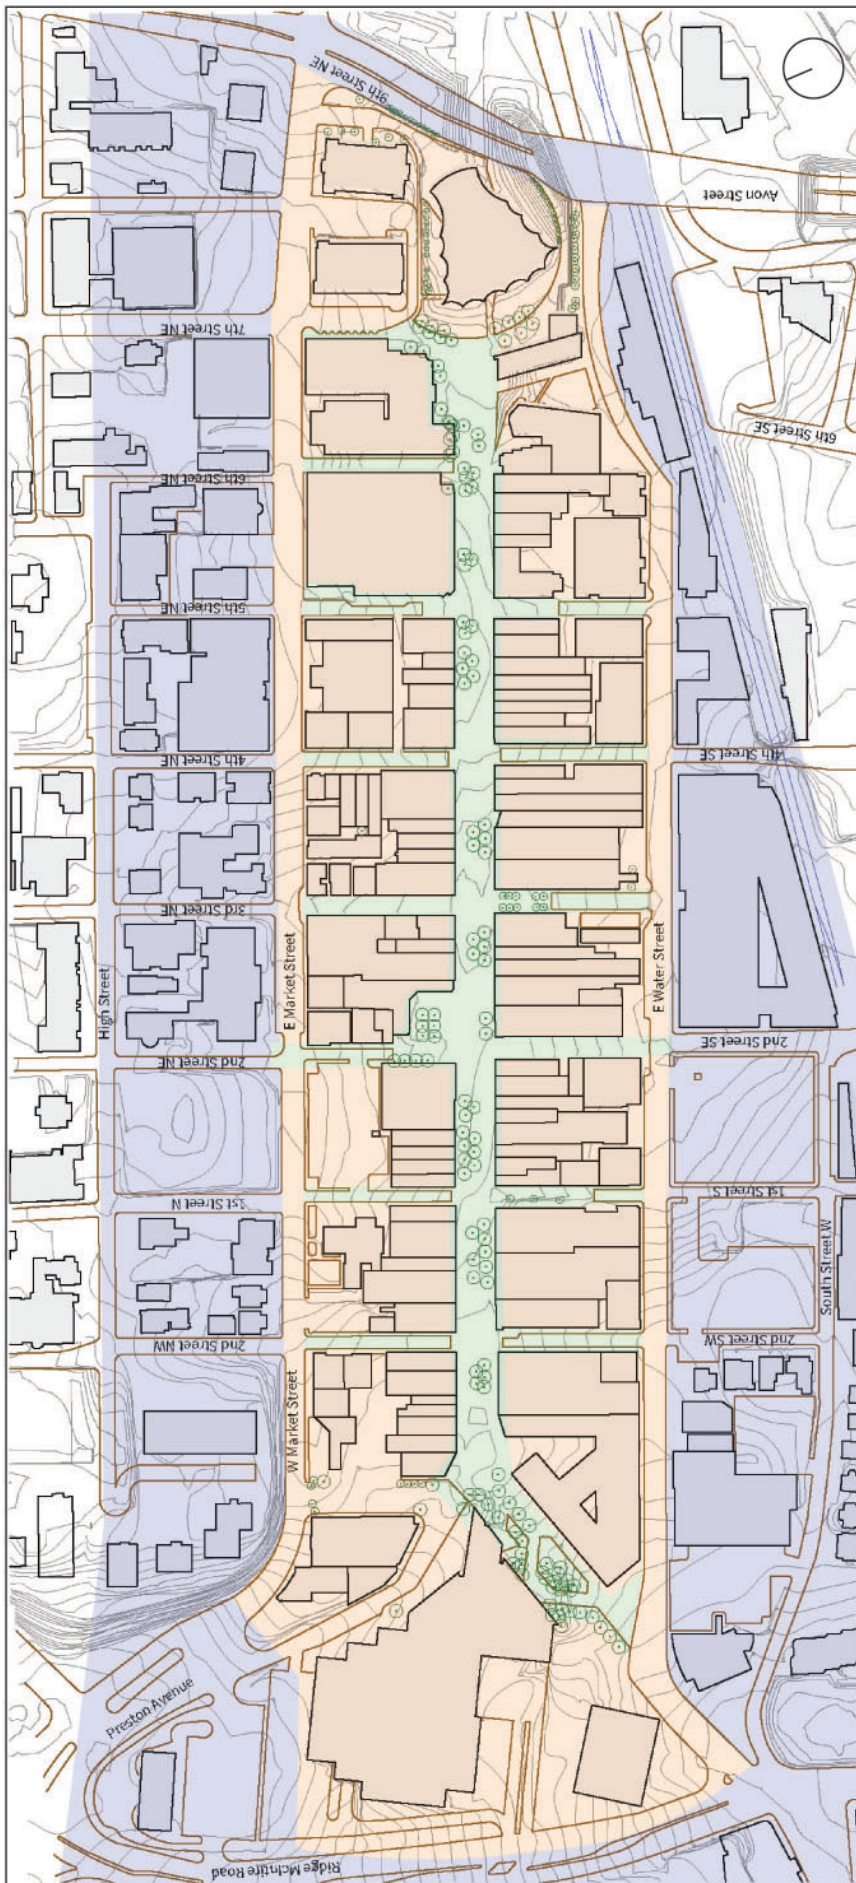 9th Street NE
Avon Street
7th Street NE
6th Street SE
6th Street NE
5th Street NE
4th Street NE
4th Street SE
3rd Street NE
High Street
E Market Street
E Water Street
2nd Street NE
2nd Street SE
1st Street N
1st Street S
South Street W
2nd Street NW
2nd Street SW
W Market Street
Preston Avenue
Ridge McIntire Road